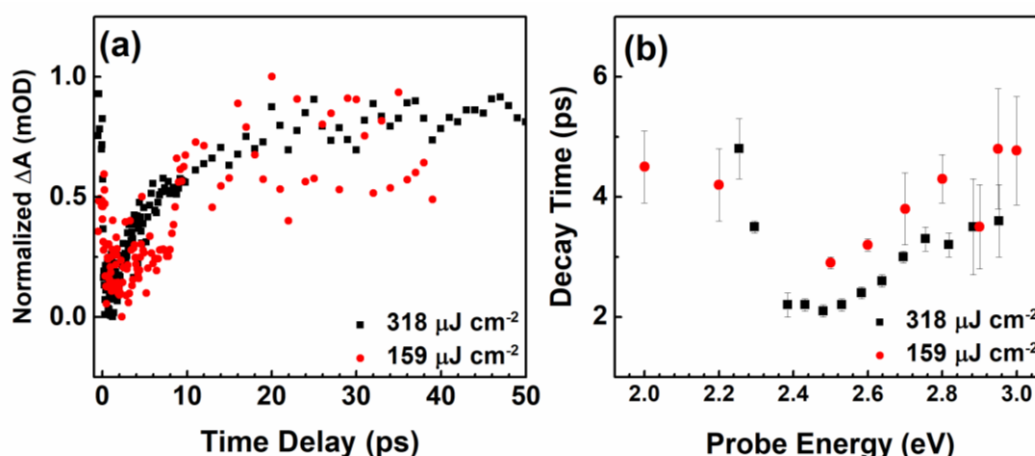 (a)
Normalized ΔA (mOD)
1.0
0.5
0.0
318 μJ cm⁻²
159 μJ cm⁻²
0 10 20 30 40 50
Time Delay (ps)
(b)
Decay Time (ps)
6
4
2
318 μJ cm⁻²
159 μJ cm⁻²
2.0 2.2 2.4 2.6 2.8 3.0
Probe Energy (eV)